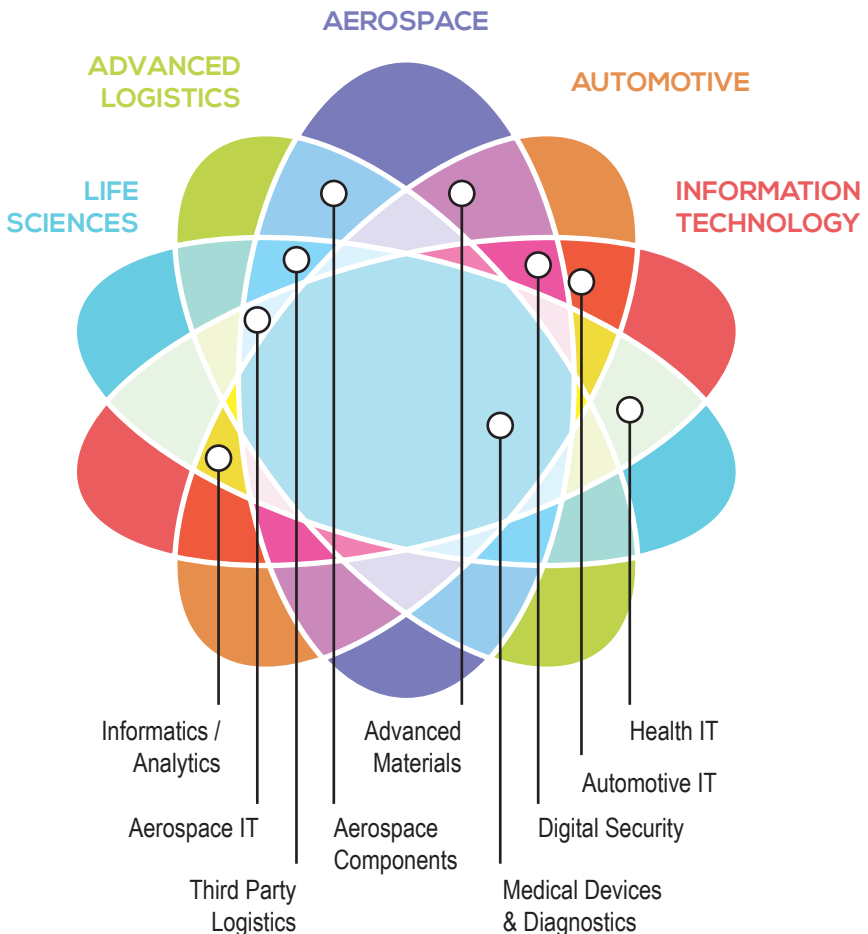 AEROSPACE
ADVANCED
LOGISTICS
AUTOMOTIVE
LIFE
SCIENCES
INFORMATION
TECHNOLOGY
Informatics /
Analytics
Advanced
Materials
Health IT
Automotive IT
Aerospace IT
Aerospace
Components
Digital Security
Third Party
Logistics
Medical Devices
& Diagnostics